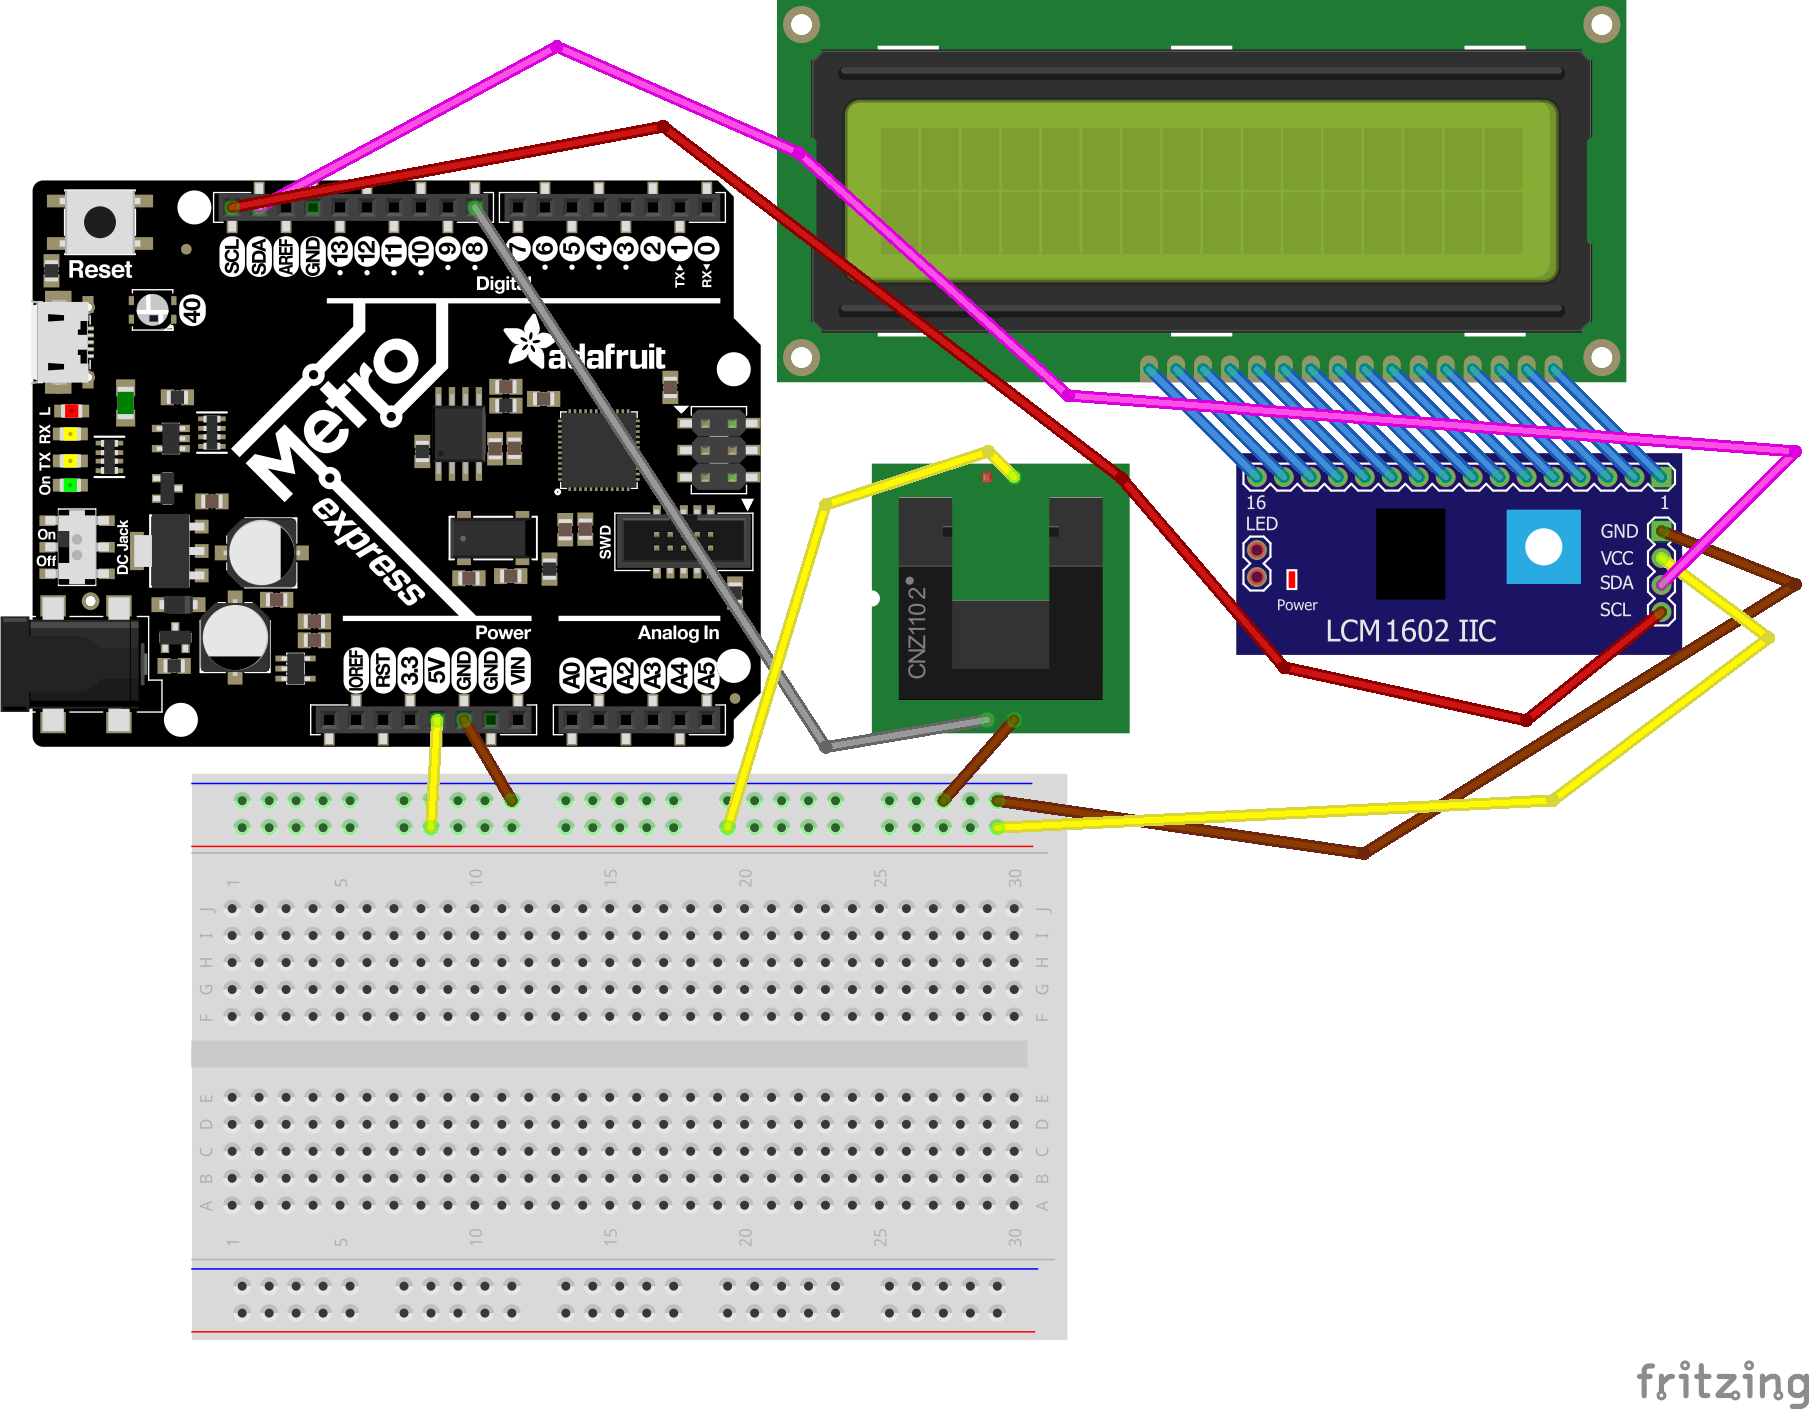 Reset
SCL
SDA
AREF
GND
13
12
11
10
9
8
7
6
5
4
3
2
TX▸ 1
RX◂ 0
Digital
40
adafruit
Metro
express
L
RX
TX
On
On
Off
DC Jack
SWD
Power
Analog In
IOREF
RST
3.3
5V
GND
GND
VIN
A0
A1
A2
A3
A4
A5
CNZ1102
16
1
LED
Power
GND
VCC
SDA
SCL
LCM1602 IIC
1 5 10 15 20 25 30
J J
I I
H H
G G
F F
E E
D D
C C
B B
A A
1 5 10 15 20 25 30
fritzing